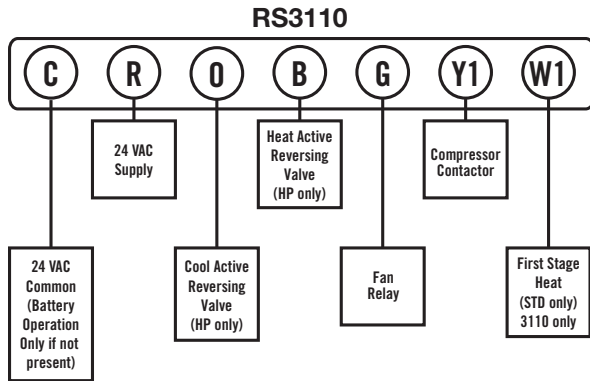 RS3110
C R O B G Y1 W1
24 VAC
Supply
Heat Active
Reversing
Valve
(HP only)
Compressor
Contactor
24 VAC
Common
(Battery
Operation
Only if not
present)
Cool Active
Reversing
Valve
(HP only)
Fan
Relay
First Stage
Heat
(STD only)
3110 only